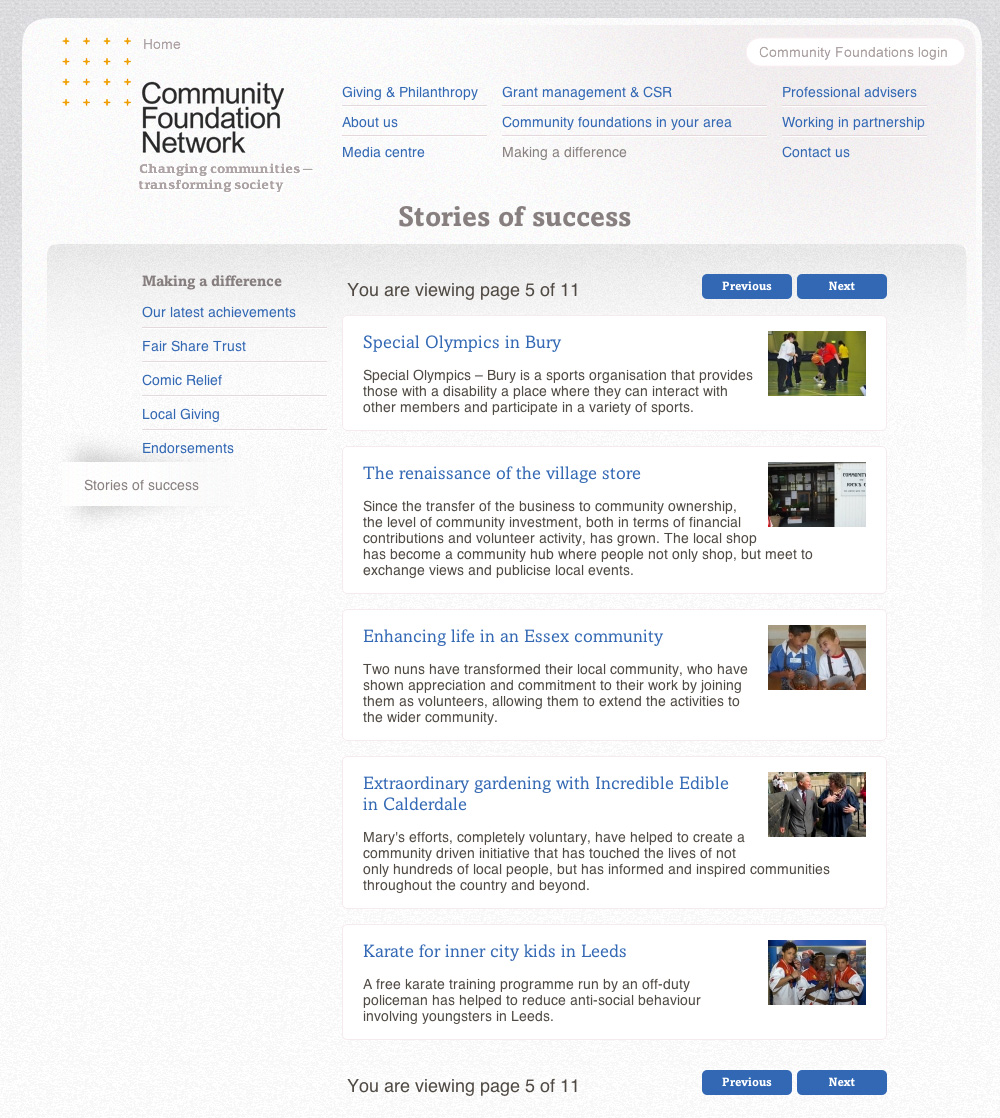 Home
Community Foundations login
Community
Foundation
Network
Changing communities –
transforming society
Giving & Philanthropy
Grant management & CSR
Professional advisers
About us
Community foundations in your area
Working in partnership
Media centre
Making a difference
Contact us
Stories of success
Making a difference
Our latest achievements
Fair Share Trust
Comic Relief
Local Giving
Endorsements
Stories of success
You are viewing page 5 of 11
Previous
Next
Special Olympics in Bury
Special Olympics – Bury is a sports organisation that provides
those with a disability a place where they can interact with
other members and participate in a variety of sports.
The renaissance of the village store
Since the transfer of the business to community ownership,
the level of community investment, both in terms of financial
contributions and volunteer activity, has grown. The local shop
has become a community hub where people not only shop, but meet to
exchange views and publicise local events.
Enhancing life in an Essex community
Two nuns have transformed their local community, who have
shown appreciation and commitment to their work by joining
them as volunteers, allowing them to extend the activities to
the wider community.
Extraordinary gardening with Incredible Edible
in Calderdale
Mary's efforts, completely voluntary, have helped to create a
community driven initiative that has touched the lives of not
only hundreds of local people, but has informed and inspired communities
throughout the country and beyond.
Karate for inner city kids in Leeds
A free karate training programme run by an off-duty
policeman has helped to reduce anti-social behaviour
involving youngsters in Leeds.
You are viewing page 5 of 11
Previous
Next